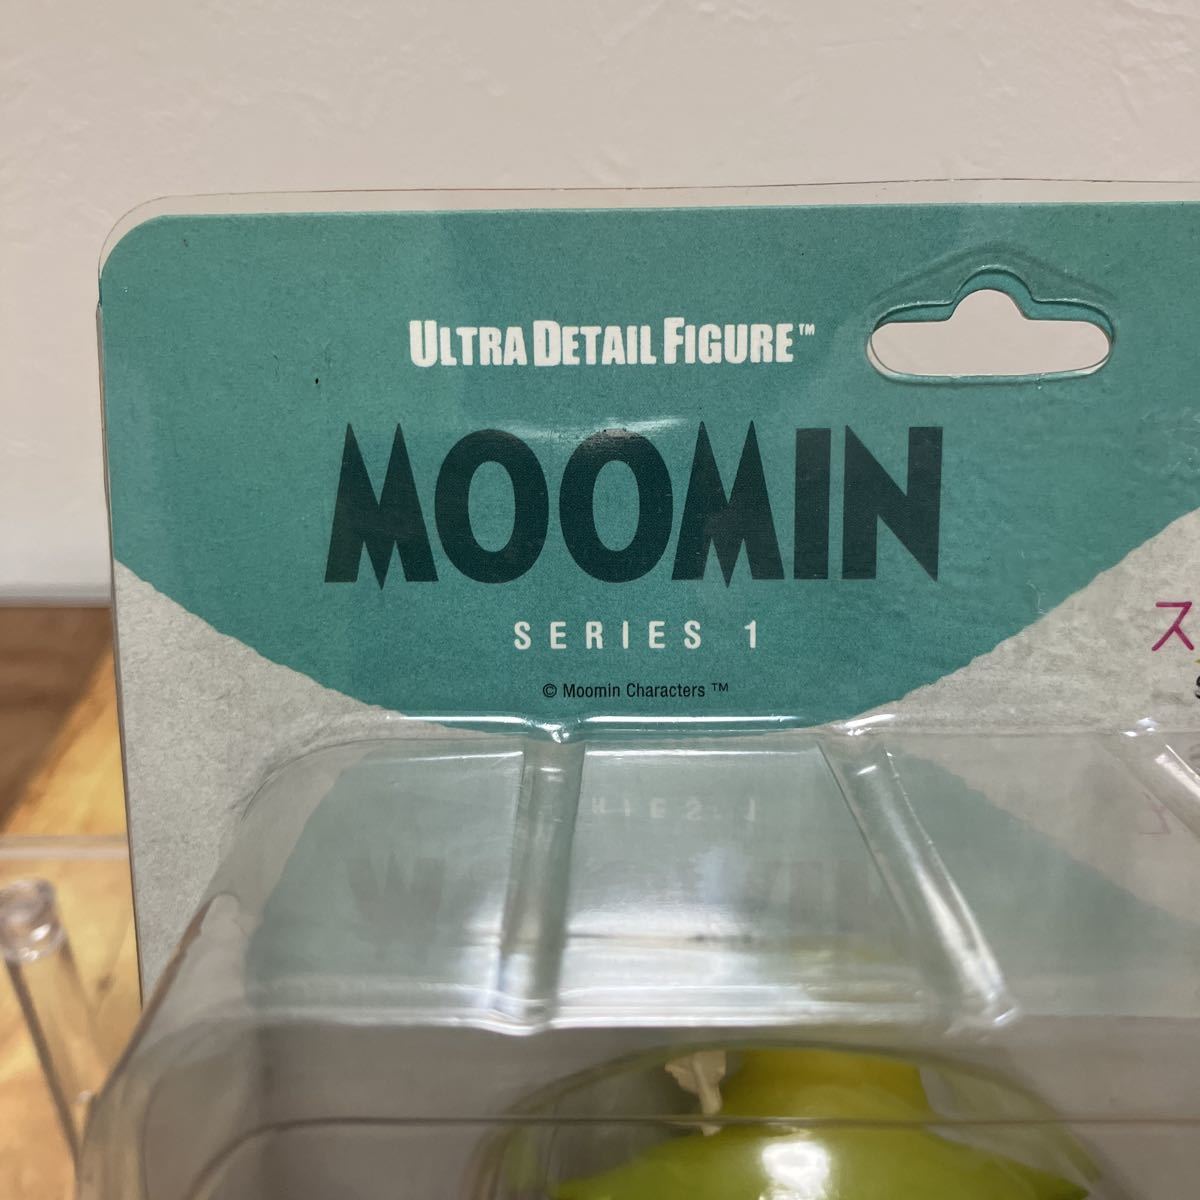 ULTRA DETAIL FIGURE™
MOOMIN
SERIES 1
© Moomin Characters ™
ス